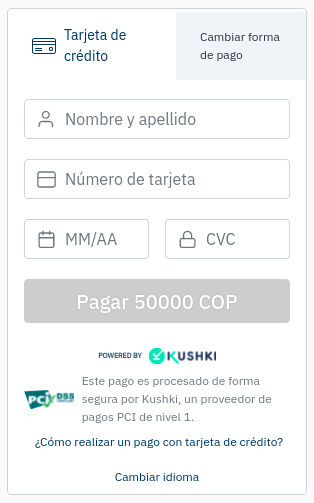 Tarjeta de
crédito
Cambiar forma
de pago
Nombre y apellido
Número de tarjeta
MM/AA
CVC
Pagar 50000 COP
POWERED BY KUSHKI
PCI DSS
Este pago es procesado de forma
segura por Kushki, un proveedor de
pagos PCI de nivel 1.
¿Cómo realizar un pago con tarjeta de crédito?
Cambiar idioma